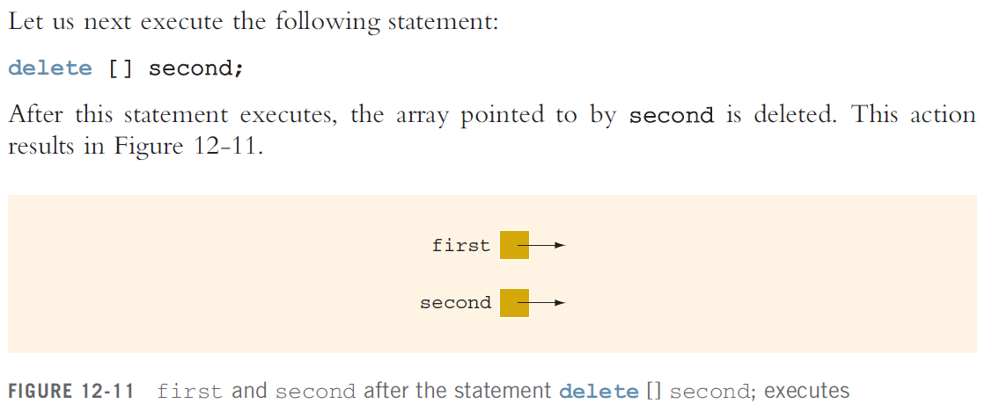 Let us next execute the following statement:
delete [] second;
After this statement executes, the array pointed to by second is deleted. This action
results in Figure 12-11.
first
second
FIGURE 12-11 first and second after the statement delete [] second; executes